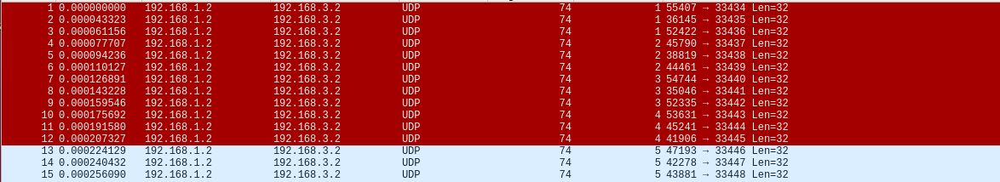 1 0.000000000 192.168.1.2 192.168.3.2 UDP 74 1 55407 → 33434 Len=32
2 0.000043323 192.168.1.2 192.168.3.2 UDP 74 1 36145 → 33435 Len=32
3 0.000061156 192.168.1.2 192.168.3.2 UDP 74 1 52422 → 33436 Len=32
4 0.000077707 192.168.1.2 192.168.3.2 UDP 74 2 45790 → 33437 Len=32
5 0.000094236 192.168.1.2 192.168.3.2 UDP 74 2 38819 → 33438 Len=32
6 0.000110127 192.168.1.2 192.168.3.2 UDP 74 2 44461 → 33439 Len=32
7 0.000126891 192.168.1.2 192.168.3.2 UDP 74 3 54744 → 33440 Len=32
8 0.000143228 192.168.1.2 192.168.3.2 UDP 74 3 35046 → 33441 Len=32
9 0.000159546 192.168.1.2 192.168.3.2 UDP 74 3 52335 → 33442 Len=32
10 0.000175692 192.168.1.2 192.168.3.2 UDP 74 4 53631 → 33443 Len=32
11 0.000191580 192.168.1.2 192.168.3.2 UDP 74 4 45241 → 33444 Len=32
12 0.000207327 192.168.1.2 192.168.3.2 UDP 74 4 41906 → 33445 Len=32
13 0.000224129 192.168.1.2 192.168.3.2 UDP 74 5 47193 → 33446 Len=32
14 0.000240432 192.168.1.2 192.168.3.2 UDP 74 5 42278 → 33447 Len=32
15 0.000256090 192.168.1.2 192.168.3.2 UDP 74 5 43881 → 33448 Len=32